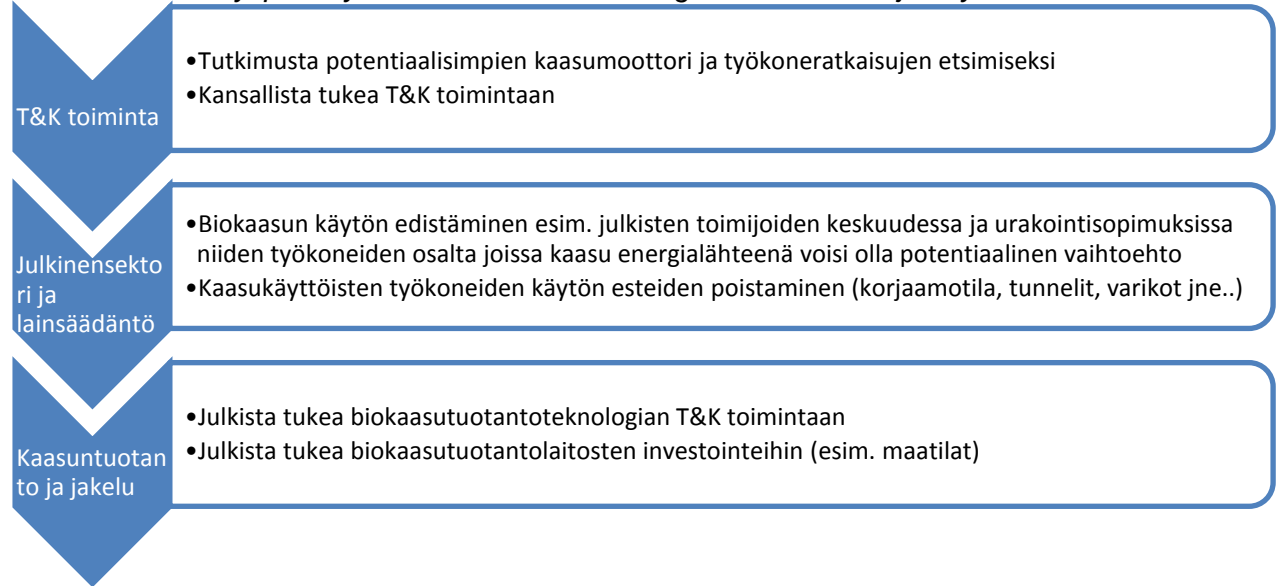 T&K toiminta
•Tutkimusta potentiaalisimpien kaasumoottori ja työkoneratkaisujen etsimiseksi
•Kansallista tukea T&K toimintaan
Julkinensekto
ri ja
lainsäädäntö
•Biokaasun käytön edistäminen esim. julkisten toimijoiden keskuudessa ja urakointisopimuksissa
niiden työkoneiden osalta joissa kaasu energialähteenä voisi olla potentiaalinen vaihtoehto
•Kaasukäyttöisten työkoneiden käytön esteiden poistaminen (korjaamotila, tunnelit, varikot jne..)
Kaasuntuotan
to ja jakelu
•Julkista tukea biokaasutuotantoteknologian T&K toimintaan
•Julkista tukea biokaasutuotantolaitosten investointeihin (esim. maatilat)